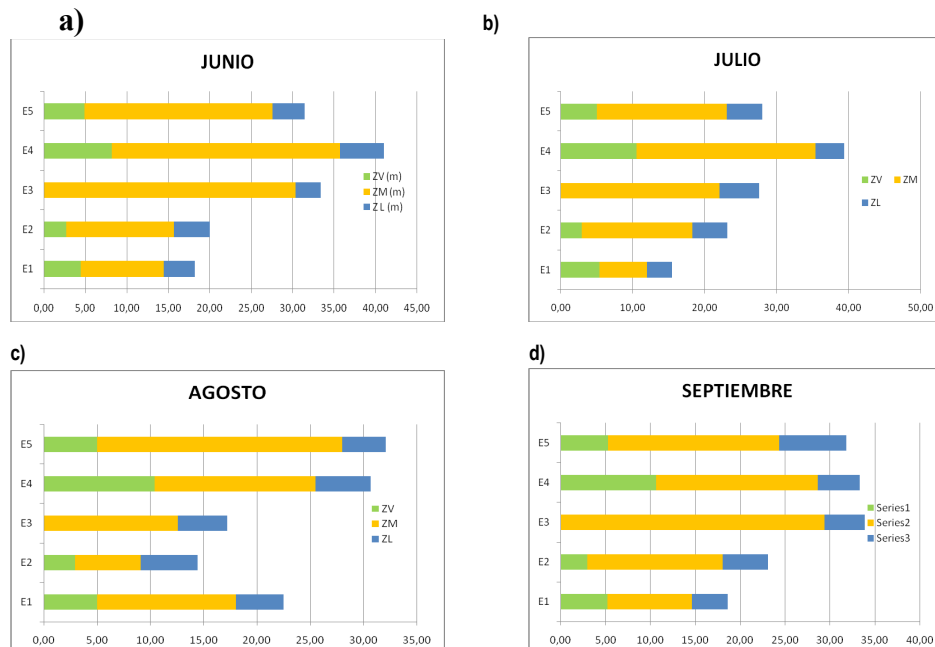 a)
JUNIO
E5
E4
E3
E2
E1
ZV (m)
ZM (m)
ZL (m)
0,00 5,00 10,00 15,00 20,00 25,00 30,00 35,00 40,00 45,00
b)
JULIO
E5
E4
E3
E2
E1
ZV ZM
ZL
0,00 10,00 20,00 30,00 40,00 50,00
c)
AGOSTO
E5
E4
E3
E2
E1
ZV
ZM
ZL
0,00 5,00 10,00 15,00 20,00 25,00 30,00 35,00
d)
SEPTIEMBRE
E5
E4
E3
E2
E1
Series1
Series2
Series3
0,00 5,00 10,00 15,00 20,00 25,00 30,00 35,00 40,00